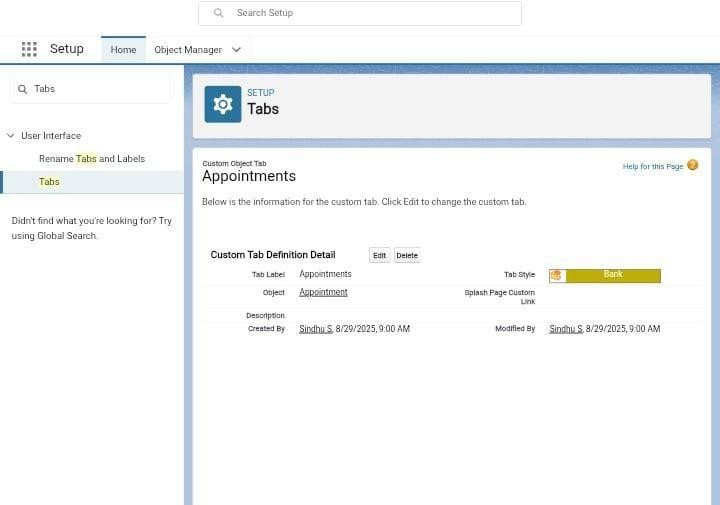 Search Setup
Setup
Home
Object Manager
Tabs
User Interface
Rename Tabs and Labels
Tabs
Didn't find what you're looking for? Try
using Global Search.
SETUP
Tabs
Custom Object Tab
Appointments
Help for this Page
Below is the information for the custom tab. Click Edit to change the custom tab.
Custom Tab Definition Detail Edit Delete
Tab Label Appointments Tab Style Bank
Object Appointment Splash Page Custom
Link
Description
Created By Sindhu S, 8/29/2025, 9:00 AM Modified By Sindhu S, 8/29/2025, 9:00 AM